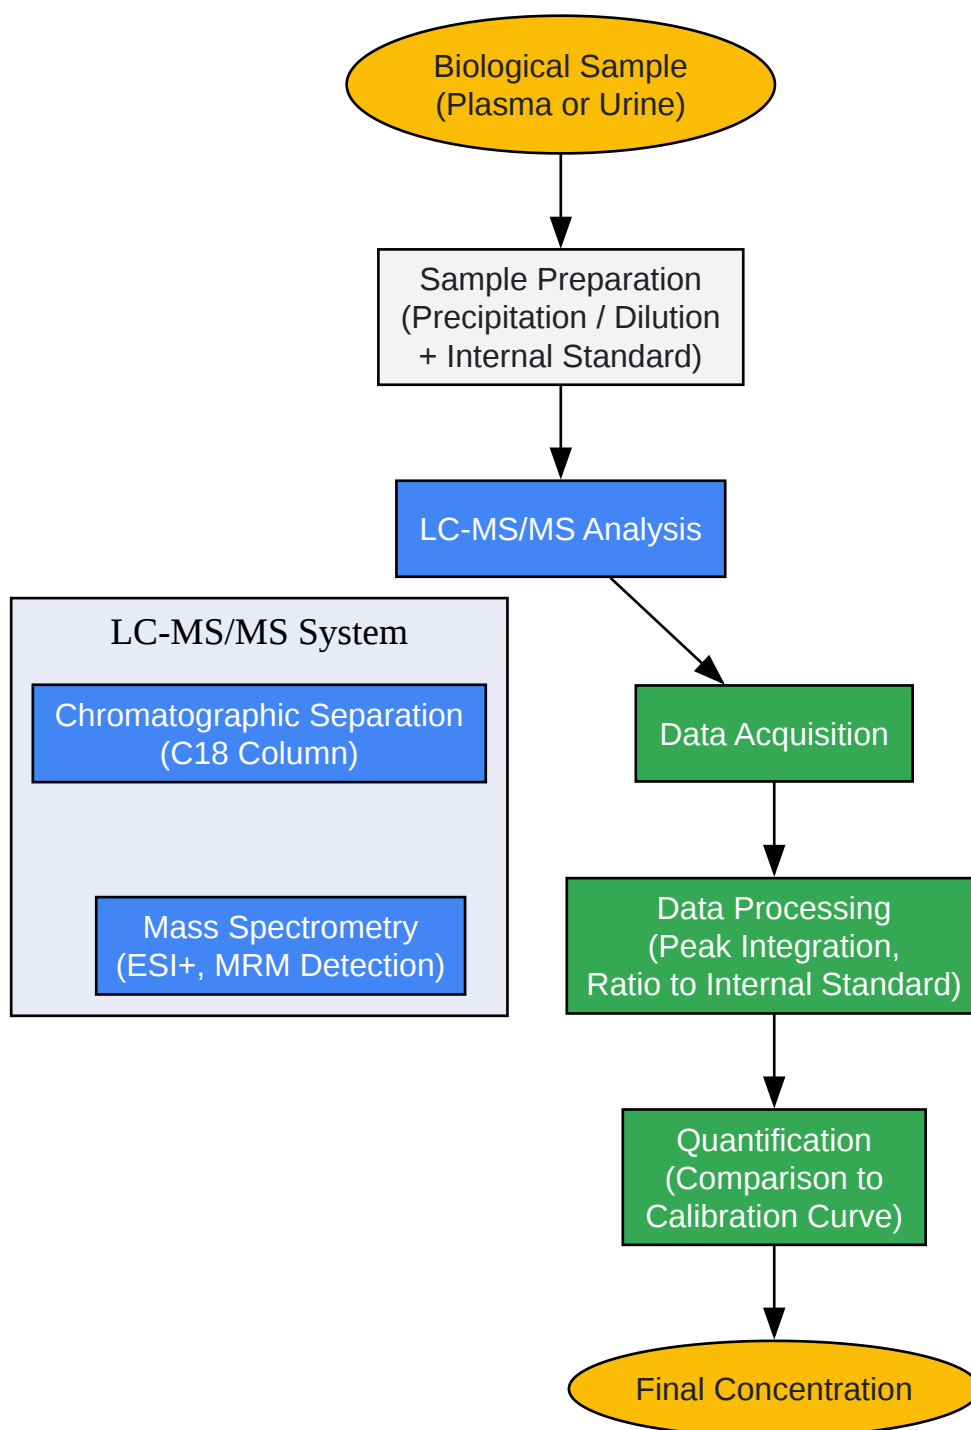 Biological Sample
(Plasma or Urine)
Sample Preparation
(Precipitation / Dilution
+ Internal Standard)
LC-MS/MS Analysis
LC-MS/MS System
Chromatographic Separation
(C18 Column)
Mass Spectrometry
(ESI+, MRM Detection)
Data Acquisition
Data Processing
(Peak Integration,
Ratio to Internal Standard)
Quantification
(Comparison to
Calibration Curve)
Final Concentration